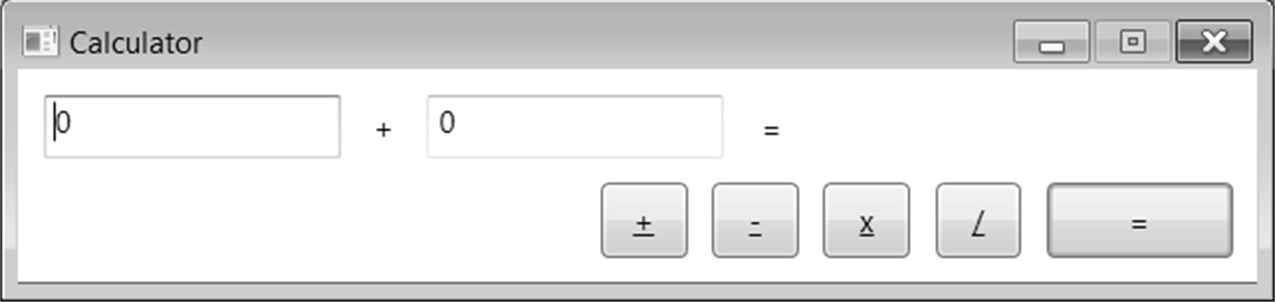 Calculator
0 + 0 =
+ - x / =